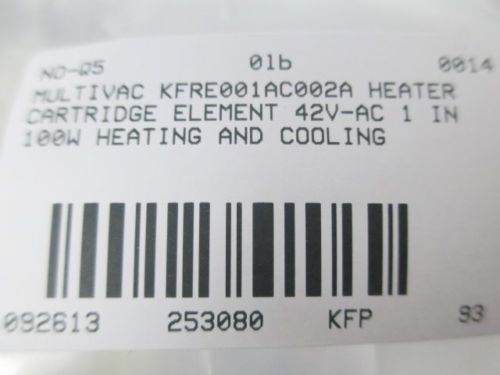 NO-Q5 01b 0014
MULTIVAC KFRE001AC002A HEATER
CARTRIDGE ELEMENT 42V-AC 1 IN
100W HEATING AND COOLING
092613 253080 KFP 93